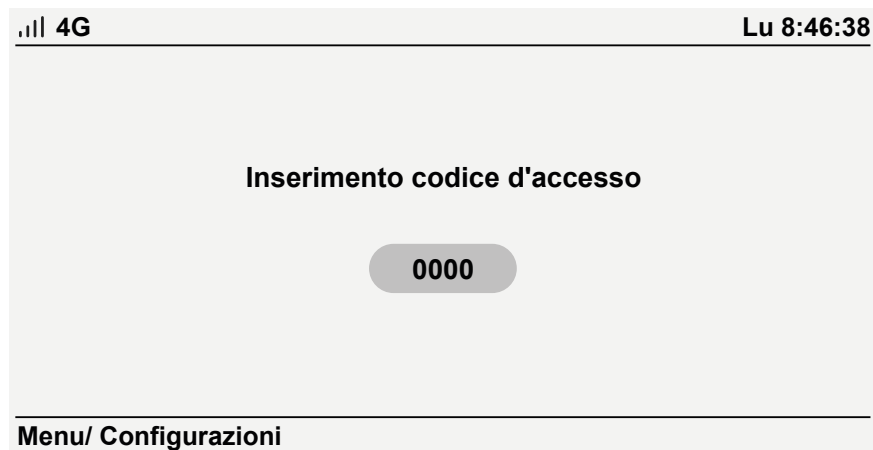 4G
Lu 8:46:38
Inserimento codice d'accesso
0000
Menu/ Configurazioni